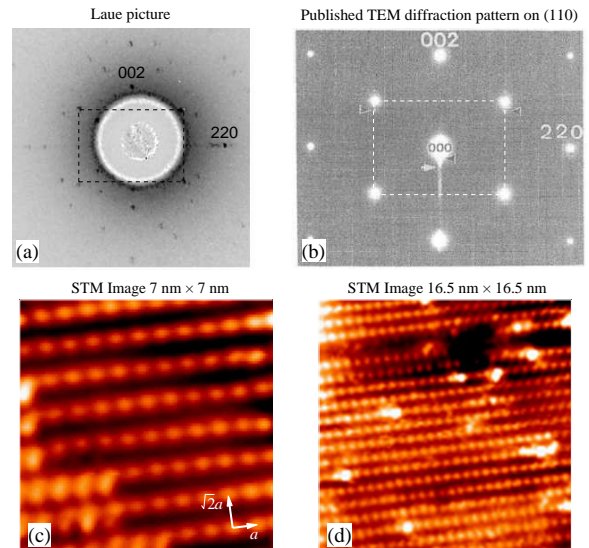 Laue picture
Published TEM diffraction pattern on (110)
002
220
(a)
002
000
220
(b)
STM Image 7 nm × 7 nm
STM Image 16.5 nm × 16.5 nm
√2a
a
(c)
(d)